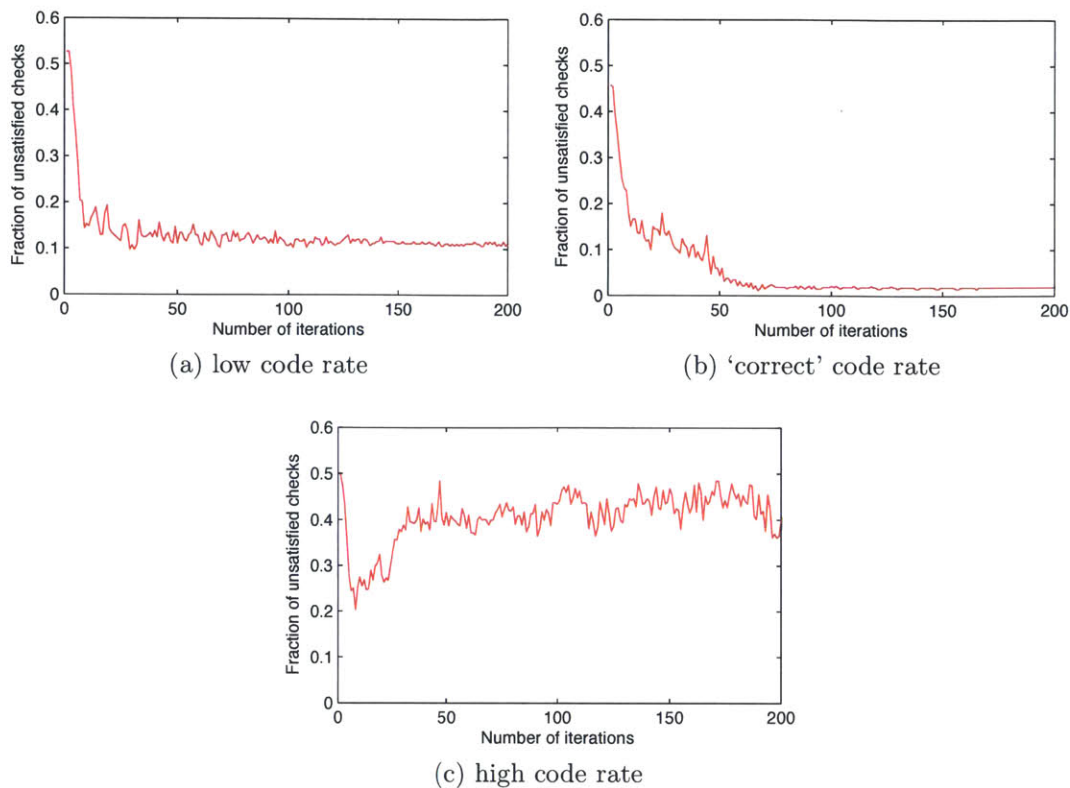 0.6
0.5
0.4
0.3
0.2
0.1
0
Fraction of unsatisfied checks
0 50 100 150 200
Number of iterations
(a) low code rate
0.6
0.5
0.4
0.3
0.2
0.1
0
Fraction of unsatisfied checks
0 50 100 150 200
Number of iterations
(b) ‘correct’ code rate
0.6
0.5
0.4
0.3
0.2
0.1
0
Fraction of unsatisfied checks
0 50 100 150 200
Number of iterations
(c) high code rate